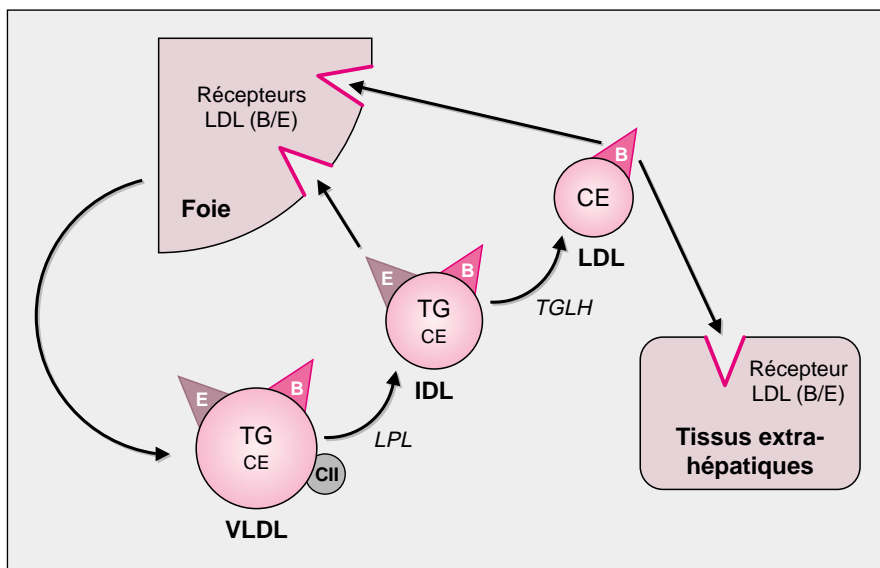 Récepteurs
LDL (B/E)
Foie
B
CE
LDL
E
B
TG
CE
IDL
TGLH
E
B
TG
CE
CII
VLDL
LPL
Récepteur
LDL (B/E)
Tissus extra-
hépatiques